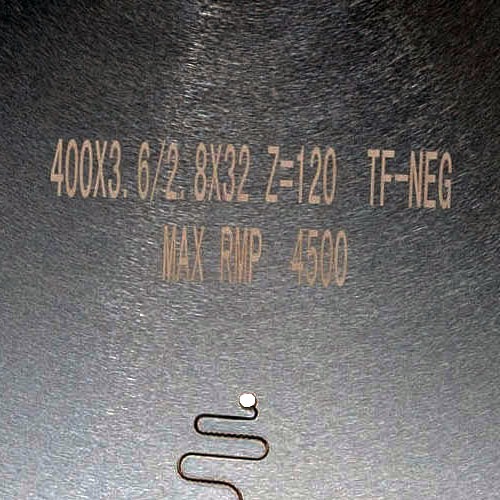 400X3. 6/2. 8X32 Z=120 TF-NEG
MAX RMP 4500